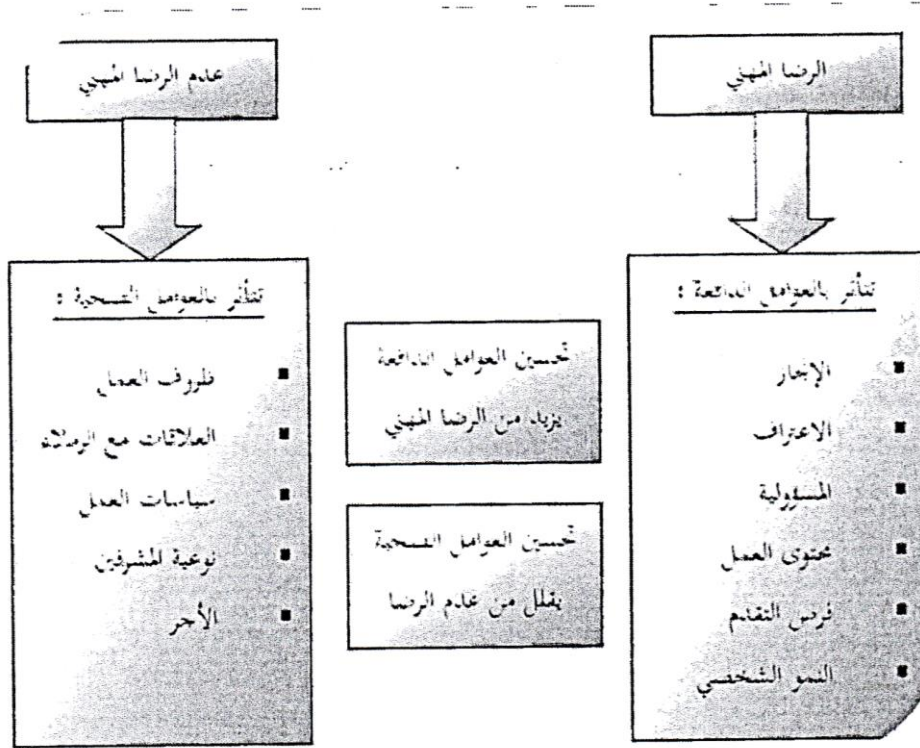 الرضا المهني
عدم الرضا المهني
تتأثر بالعوامل الدافعة :
الإنجاز
الاعتراف
المسؤولية
محتوى العمل
فرص التقدم
النمو الشخصي
تحسين العوامل الدافعة
يزيد من الرضا المهني
تحسين العوامل الصحية
يقلل من عدم الرضا
تتأثر بالعوامل الصحية :
ظروف العمل
العلاقات مع الزملاء
سياسات العمل
نوعية المشرفين
الأجر